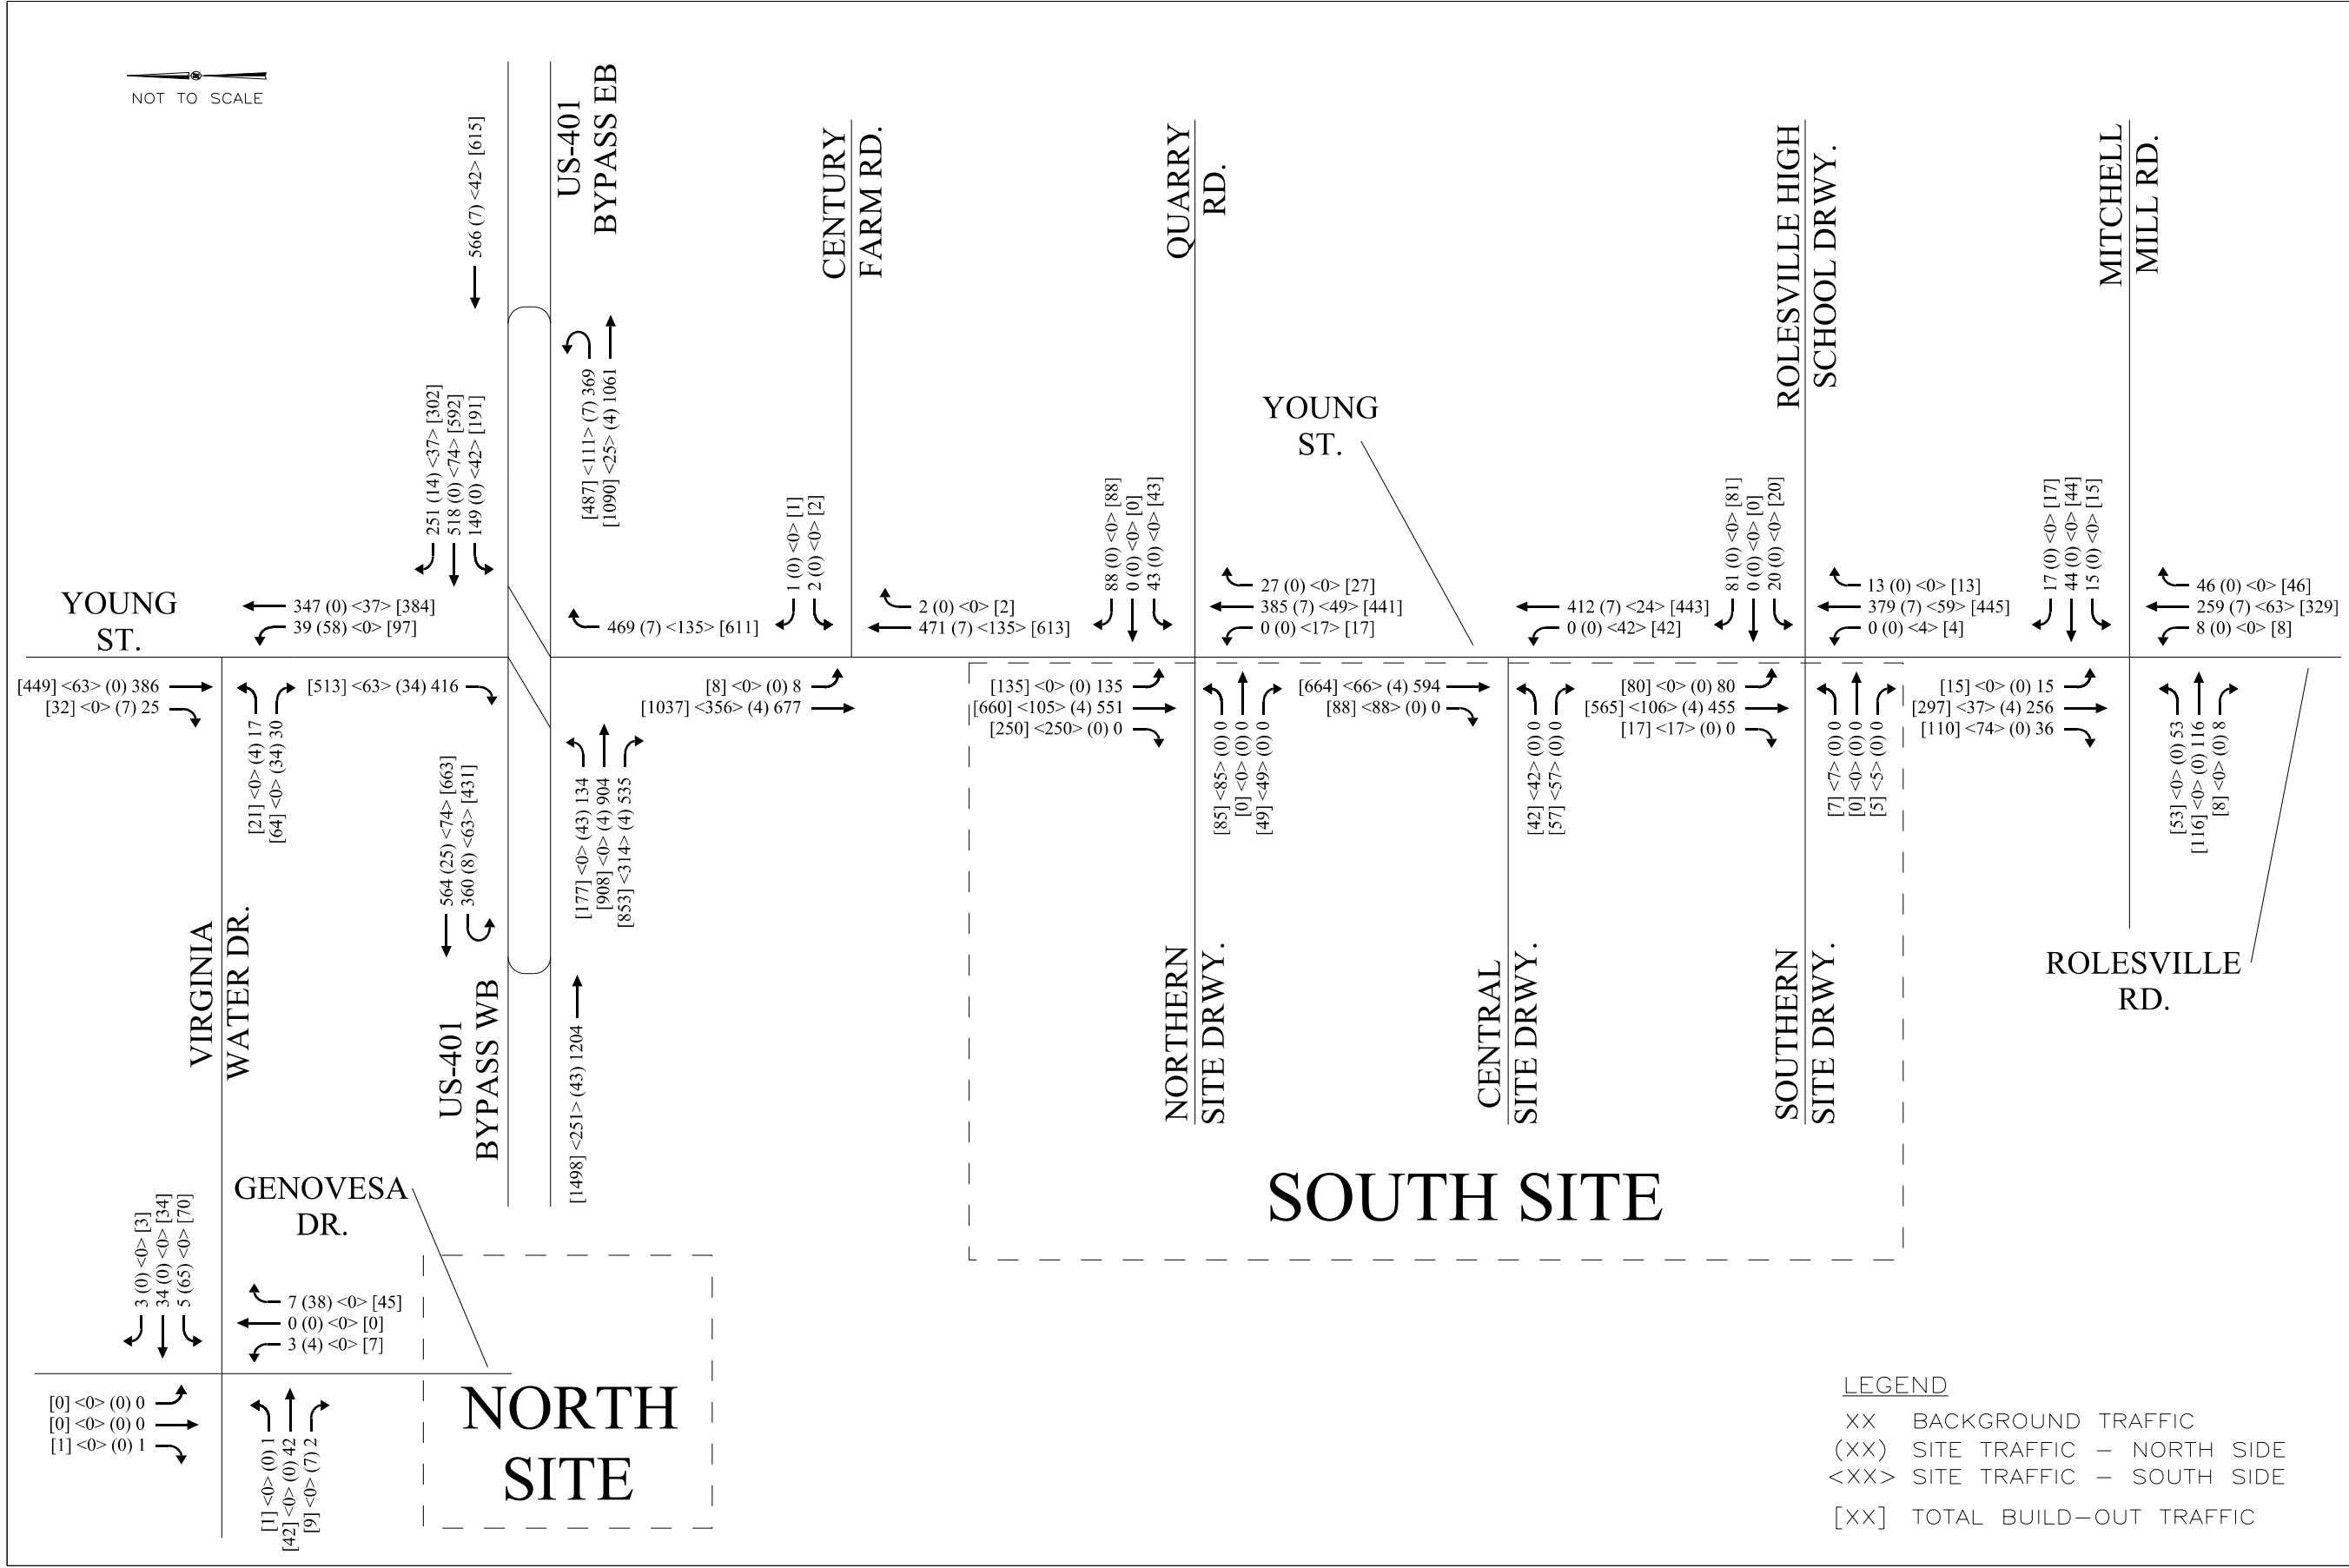 NOT TO SCALE
566 (7) <42> [615]
US-401
BYPASS EB
CENTURY
FARM RD.
QUARRY
RD.
ROLESVILLE HIGH
SCHOOL DRWY.
MITCHELL
MILL RD.
[487] <111> (7) 369
[1090] <25> (4) 1061
251 (14) <37> [302]
518 (0) <74> [592]
149 (0) <42> [191]
YOUNG
ST.
1 (0) <0> [1]
2 (0) <0> [2]
88 (0) <0> [88]
0 (0) <0> [0]
43 (0) <0> [43]
81 (0) <0> [81]
0 (0) <0> [0]
20 (0) <0> [20]
17 (0) <0> [17]
44 (0) <0> [44]
15 (0) <0> [15]
YOUNG
ST.
347 (0) <37> [384]
39 (58) <0> [97]
469 (7) <135> [611]
2 (0) <0> [2]
471 (7) <135> [613]
27 (0) <0> [27]
385 (7) <49> [441]
0 (0) <17> [17]
412 (7) <24> [443]
0 (0) <42> [42]
13 (0) <0> [13]
379 (7) <59> [445]
0 (0) <4> [4]
46 (0) <0> [46]
259 (7) <63> [329]
8 (0) <0> [8]
[449] <63> (0) 386
[32] <0> (7) 25
[21] <0> (4) 17
[64] <0> (34) 30
[513] <63> (34) 416
[8] <0> (0) 8
[1037] <356> (4) 677
[135] <0> (0) 135
[660] <105> (4) 551
[250] <250> (0) 0
[85] <85> (0) 0
[0] <0> (0) 0
[49] <49> (0) 0
[664] <66> (4) 594
[88] <88> (0) 0
[42] <42> (0) 0
[57] <57> (0) 0
[80] <0> (0) 80
[565] <106> (4) 455
[17] <17> (0) 0
[7] <7> (0) 0
[0] <0> (0) 0
[5] <5> (0) 0
[15] <0> (0) 15
[297] <37> (4) 256
[110] <74> (0) 36
[53] <0> (0) 53
[116] <0> (0) 116
[8] <0> (0) 8
564 (25) <74> [663]
360 (8) <63> [431]
[177] <0> (43) 134
[908] <0> (4) 904
[853] <314> (4) 535
VIRGINIA
WATER DR.
US-401
BYPASS WB
[1498] <251> (43) 1204
NORTHERN
SITE DRWY.
CENTRAL
SITE DRWY.
SOUTHERN
SITE DRWY.
ROLESVILLE
RD.
SOUTH SITE
GENOVESA
DR.
3 (0) <0> [3]
34 (0) <0> [34]
5 (65) <0> [70]
7 (38) <0> [45]
0 (0) <0> [0]
3 (4) <0> [7]
[0] <0> (0) 0
[0] <0> (0) 0
[1] <0> (0) 1
[1] <0> (0) 1
[42] <0> (0) 42
[9] <0> (7) 2
NORTH
SITE
LEGEND
XX BACKGROUND TRAFFIC
(XX) SITE TRAFFIC – NORTH SIDE
<XX> SITE TRAFFIC – SOUTH SIDE
[XX] TOTAL BUILD–OUT TRAFFIC